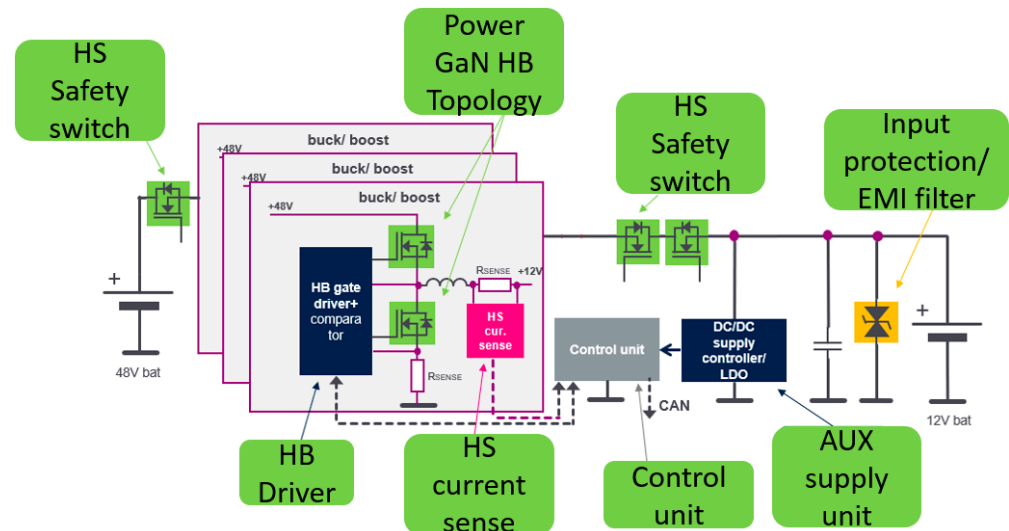 HS
Safety
switch
Power
GaN HB
Topology
HS
Safety
switch
Input
protection/
EMI filter
buck/ boost
+48V
buck/ boost
+48V
buck/ boost
+48V
HB gate
driver+
compara
tor
RSENSE
+12V
HS
cur.
sense
RSENSE
Control unit
DC/DC
supply
controller/
LDO
CAN
+
48V bat
+
12V bat
HB
Driver
HS
current
sense
Control
unit
AUX
supply
unit